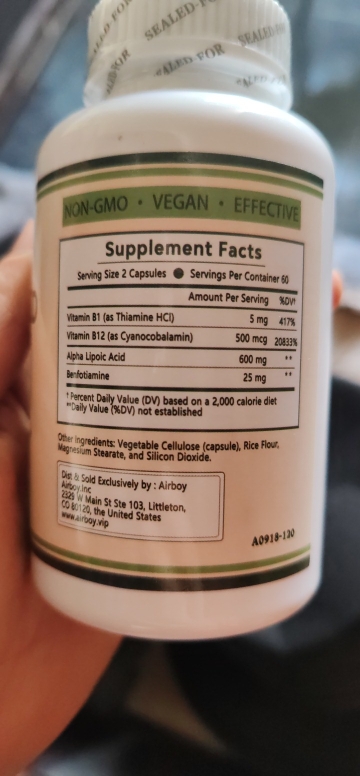 SEALED-FOR
SEALED-FOR
NON-GMO • VEGAN • EFFECTIVE
Supplement Facts
Serving Size 2 Capsules ● Servings Per Container 60
Amount Per Serving %DV†
Vitamin B1 (as Thiamine HCl) 5 mg 417%
Vitamin B12 (as Cyanocobalamin) 500 mcg 20833%
Alpha Lipoic Acid 600 mg **
Benfotiamine 25 mg **
† Percent Daily Value (DV) based on a 2,000 calorie diet
**Daily Value (%DV) not established
Other ingredients: Vegetable Cellulose (capsule), Rice Flour,
Magnesium Stearate, and Silicon Dioxide.
Dist & Sold Exclusively by : Airboy
Airboy Inc
2329 W Main St Ste 103, Littleton,
CO 80120, the United States
www.airboy.vip
A0918-120